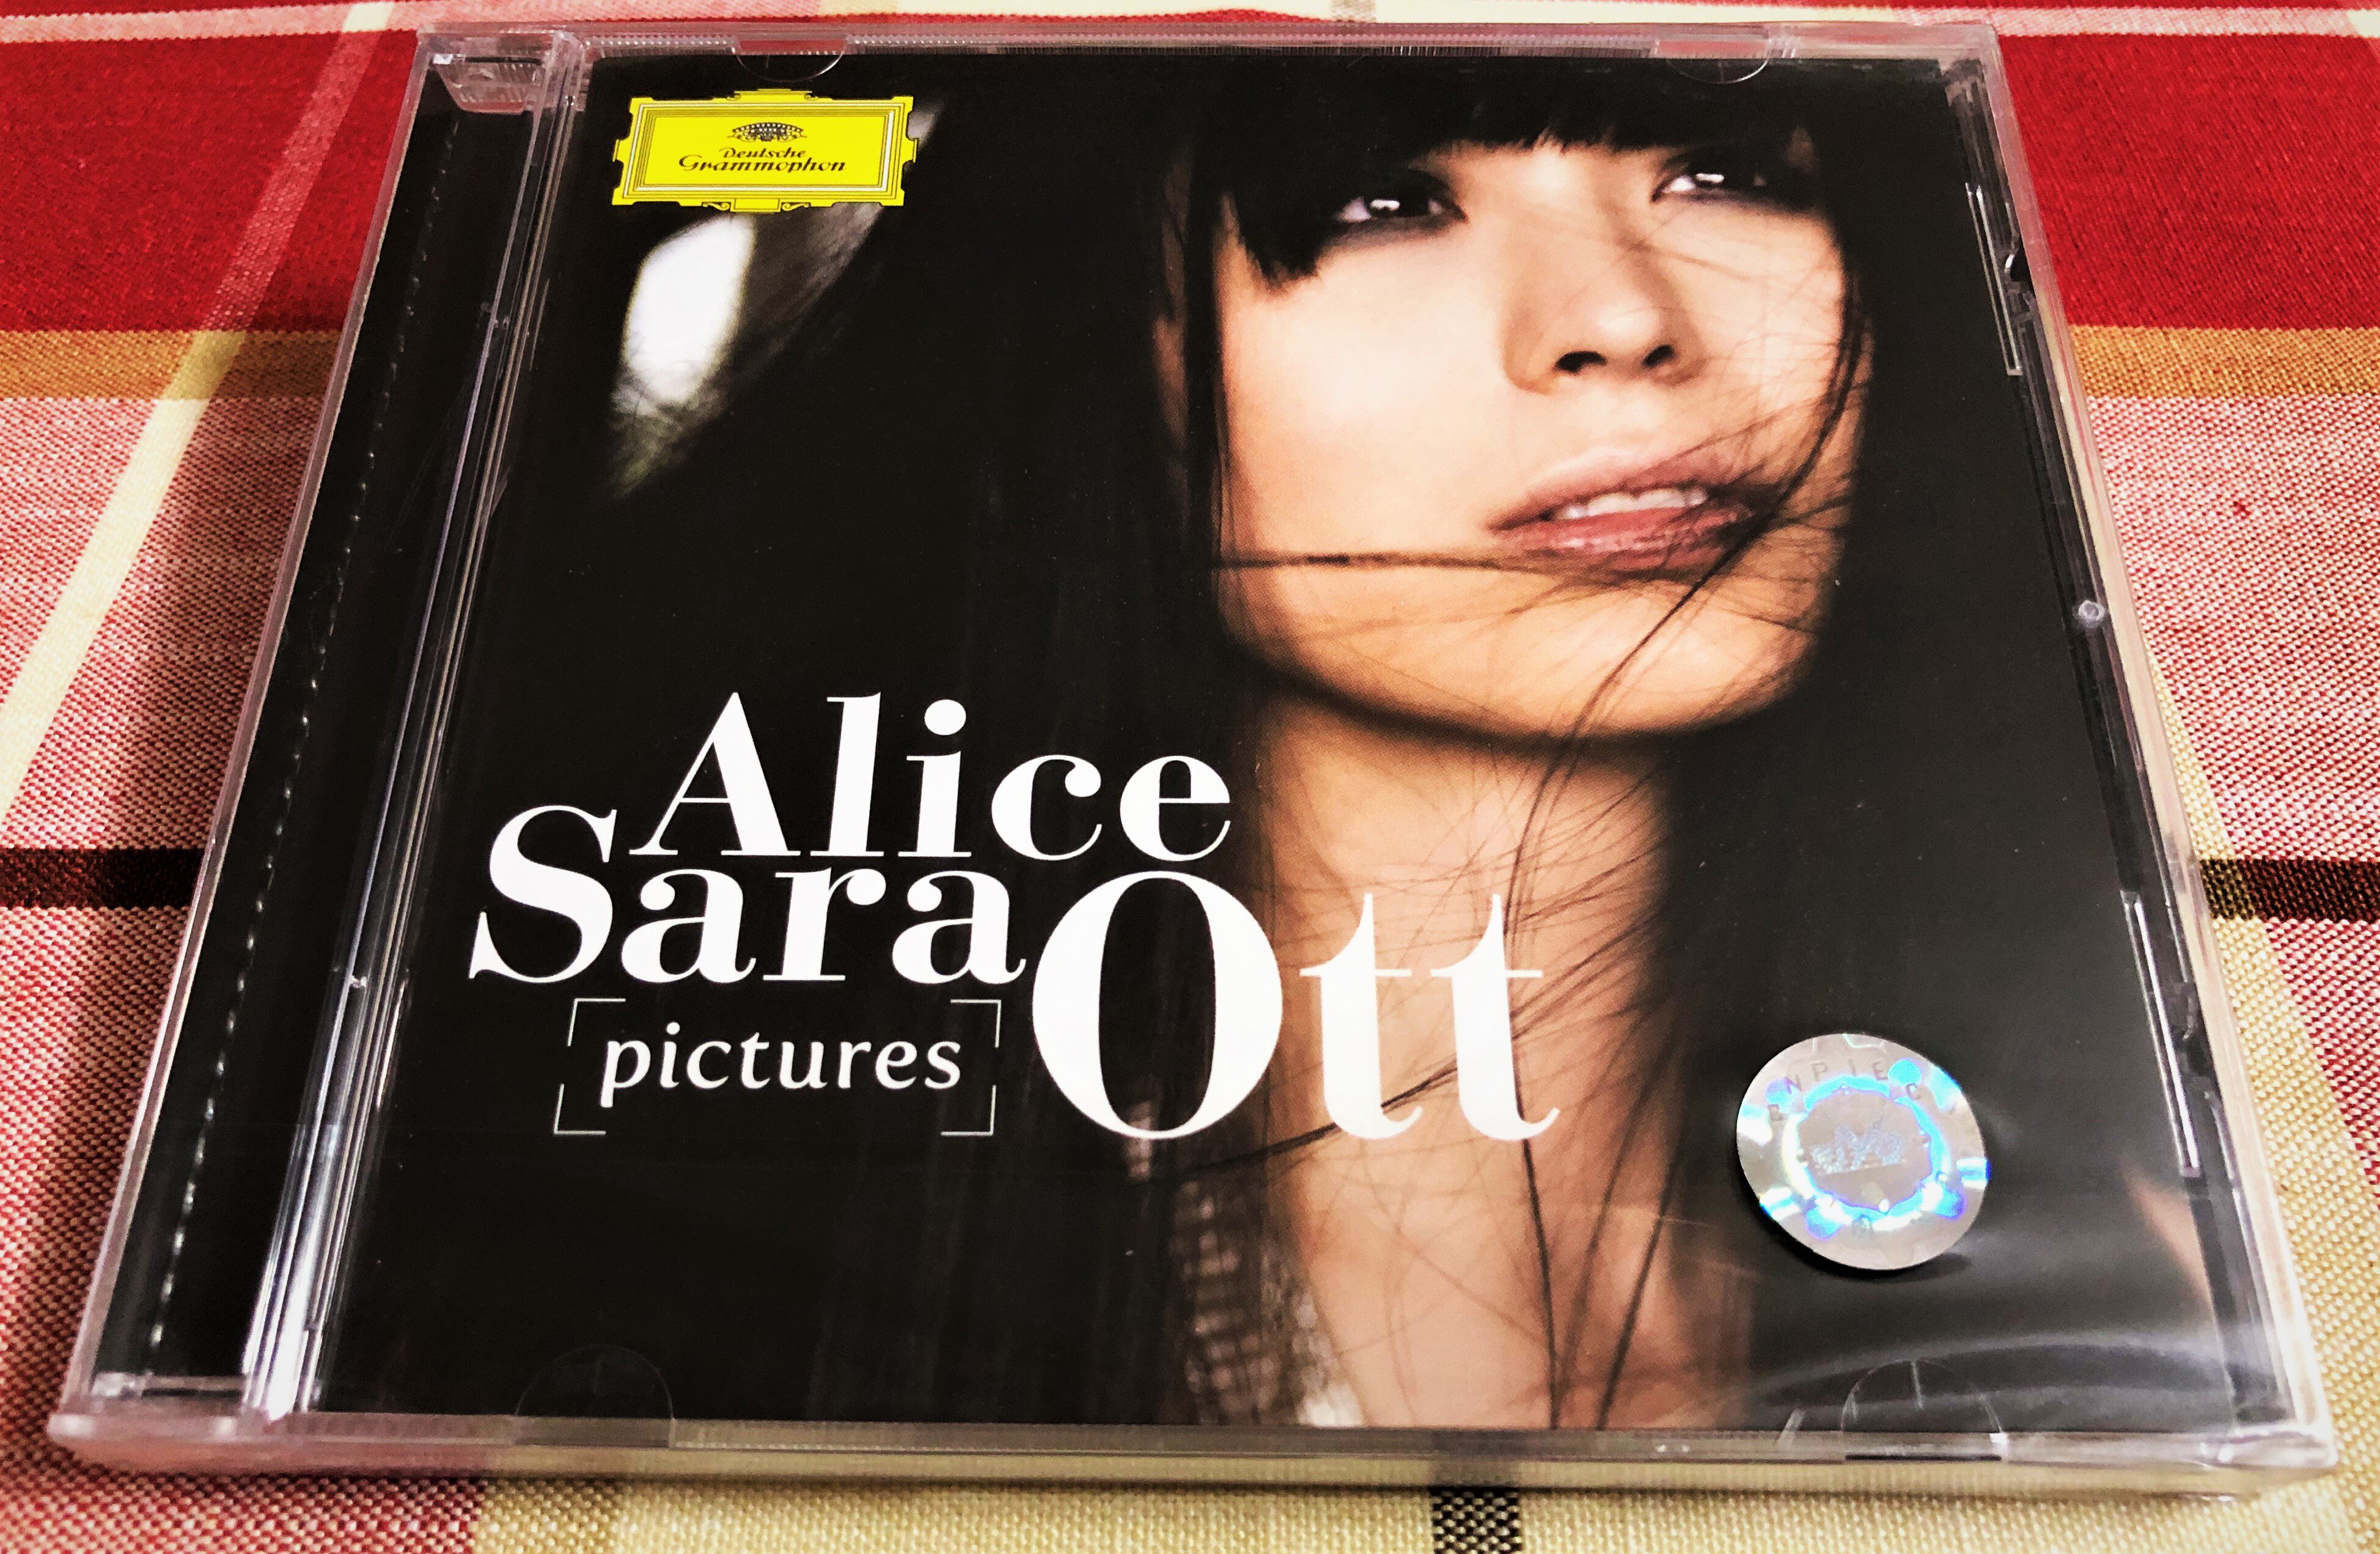 Deutsche
Grammophon
Alice
Sara Ott
[pictures]